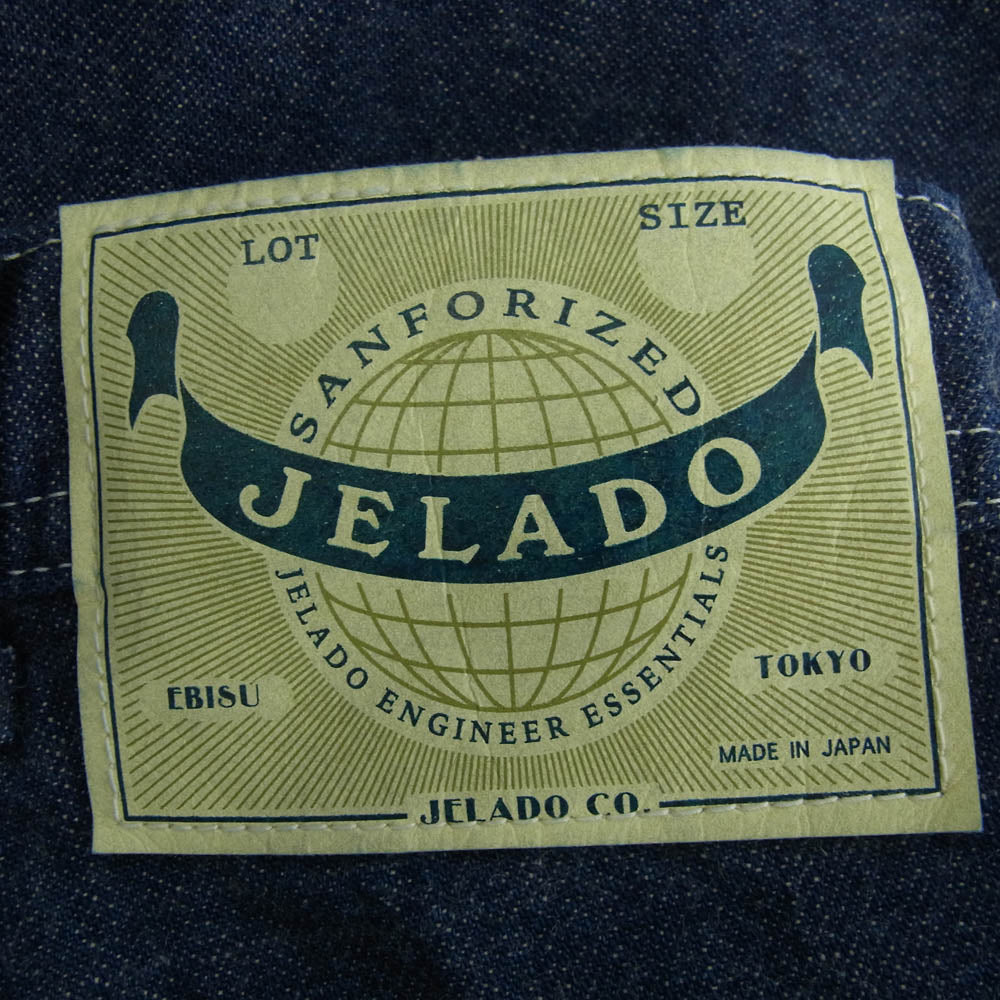 LOT
SIZE
SANFORIZED
JELADO
JELADO ENGINEER ESSENTIALS
EBISU
TOKYO
MADE IN JAPAN
JELADO CO.